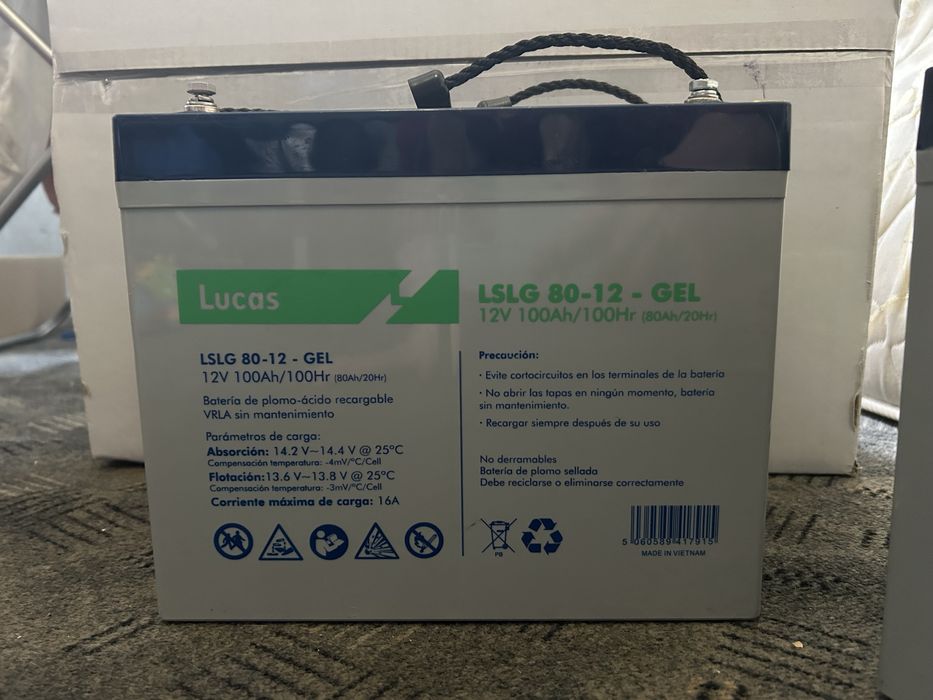 Lucas
LSLG 80-12 - GEL
12V 100Ah/100Hr (80Ah/20Hr)
LSLG 80-12 - GEL
12V 100Ah/100Hr (80Ah/20Hr)
Batería de plomo-ácido recargable
VRLA sin mantenimiento
Parámetros de carga:
Absorción: 14.2 V~14.4 V @ 25ºC
Compensación temperatura: -4mV/ºC/Cell
Flotación:13.6 V~13.8 V @ 25ºC
Compensación temperatura: -3mV/ºC/Cell
Corriente máxima de carga: 16A
Precaución:
· Evite cortocircuitos en los terminales de la batería
· No abrir las tapas en ningún momento, batería
sin mantenimiento.
· Recargar siempre después de su uso
No derramables
Batería de plomo sellada
Debe reciclarse o eliminarse correctamente
PB
5 060589 417915
MADE IN VIETNAM